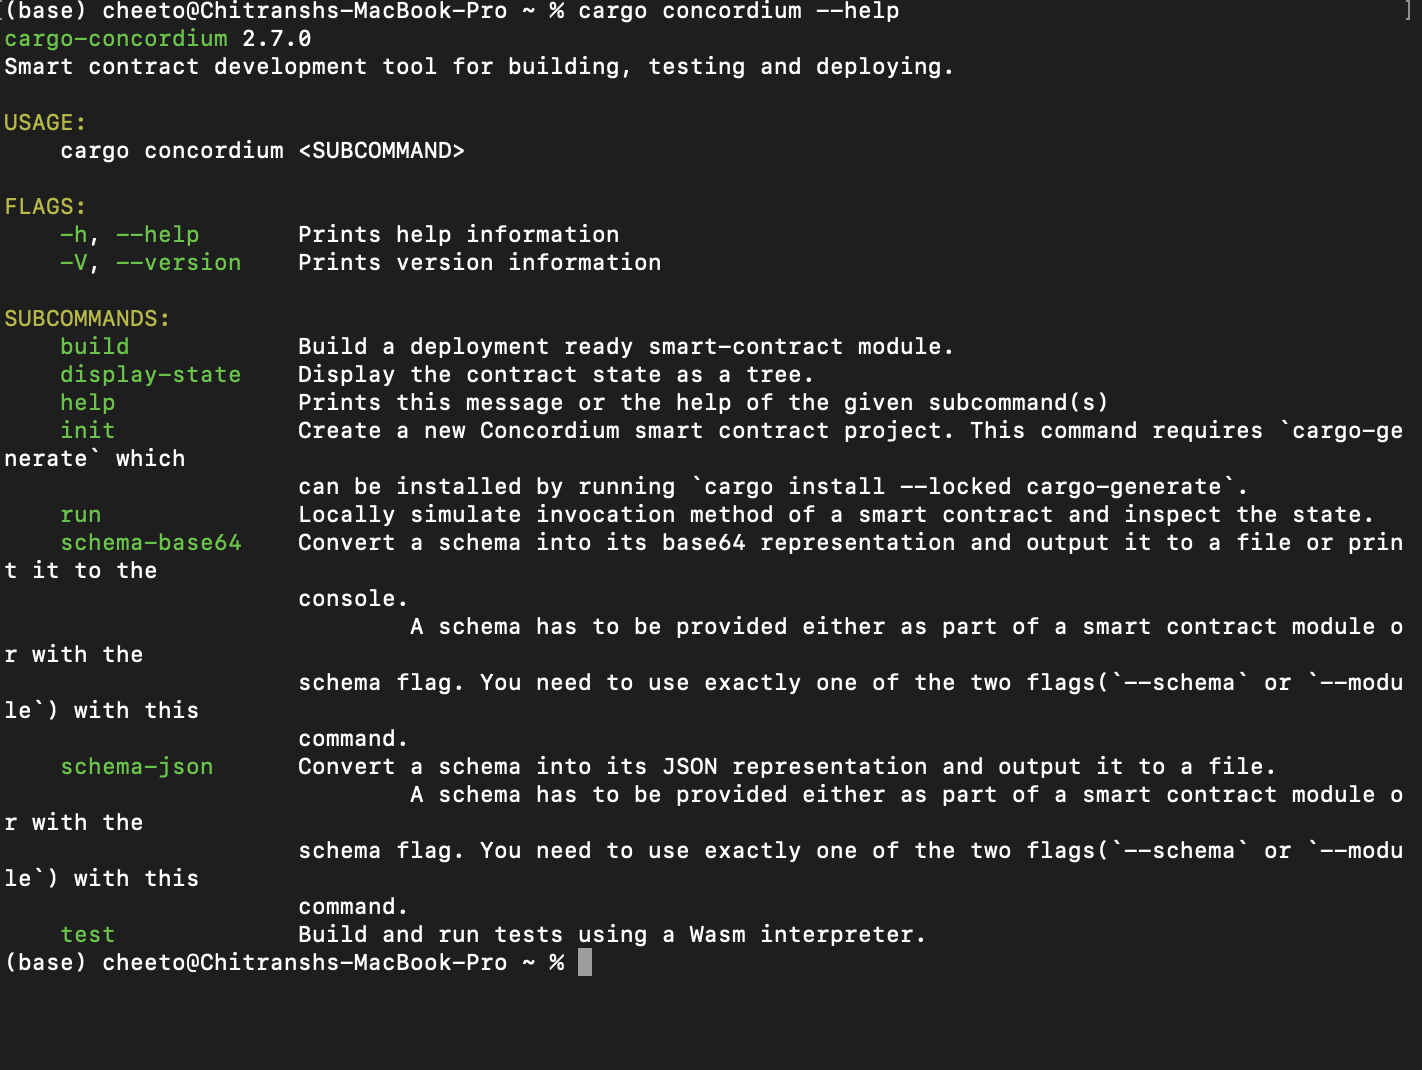 (base) cheeto@Chitranshs-MacBook-Pro ~ % cargo concordium --help
cargo-concordium 2.7.0
Smart contract development tool for building, testing and deploying.

USAGE:
    cargo concordium <SUBCOMMAND>

FLAGS:
    -h, --help       Prints help information
    -V, --version    Prints version information

SUBCOMMANDS:
    build            Build a deployment ready smart-contract module.
    display-state    Display the contract state as a tree.
    help             Prints this message or the help of the given subcommand(s)
    init             Create a new Concordium smart contract project. This command requires `cargo-ge
nerate` which
                     can be installed by running `cargo install --locked cargo-generate`.
    run              Locally simulate invocation method of a smart contract and inspect the state.
    schema-base64    Convert a schema into its base64 representation and output it to a file or prin
t it to the
                     console.
                             A schema has to be provided either as part of a smart contract module o
r with the
                     schema flag. You need to use exactly one of the two flags(`--schema` or `--modu
le`) with this
                     command.
    schema-json      Convert a schema into its JSON representation and output it to a file.
                             A schema has to be provided either as part of a smart contract module o
r with the
                     schema flag. You need to use exactly one of the two flags(`--schema` or `--modu
le`) with this
                     command.
    test             Build and run tests using a Wasm interpreter.
(base) cheeto@Chitranshs-MacBook-Pro ~ %